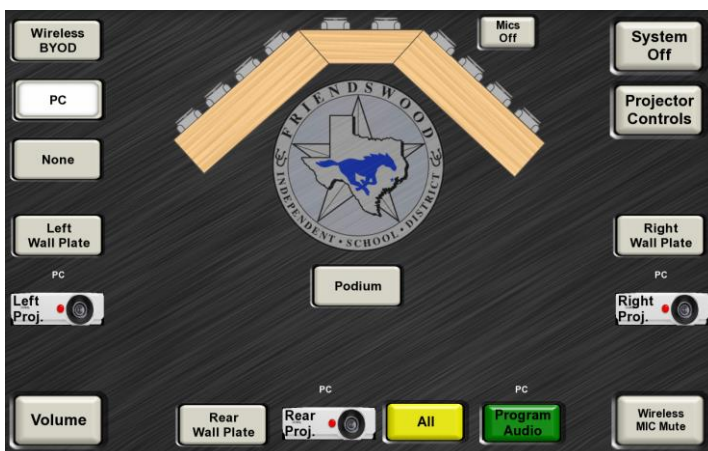 Wireless
BYOD
Mics
Off
System
Off
PC
Projector
Controls
None
FRIENDSWOOD
INDEPENDENT • SCHOOL • DISTRICT
Left
Wall Plate
Right
Wall Plate
PC
PC
Podium
Left
Proj.
Right
Proj.
PC
PC
Volume
Rear
Wall Plate
Rear
Proj.
All
Program
Audio
Wireless
MIC Mute